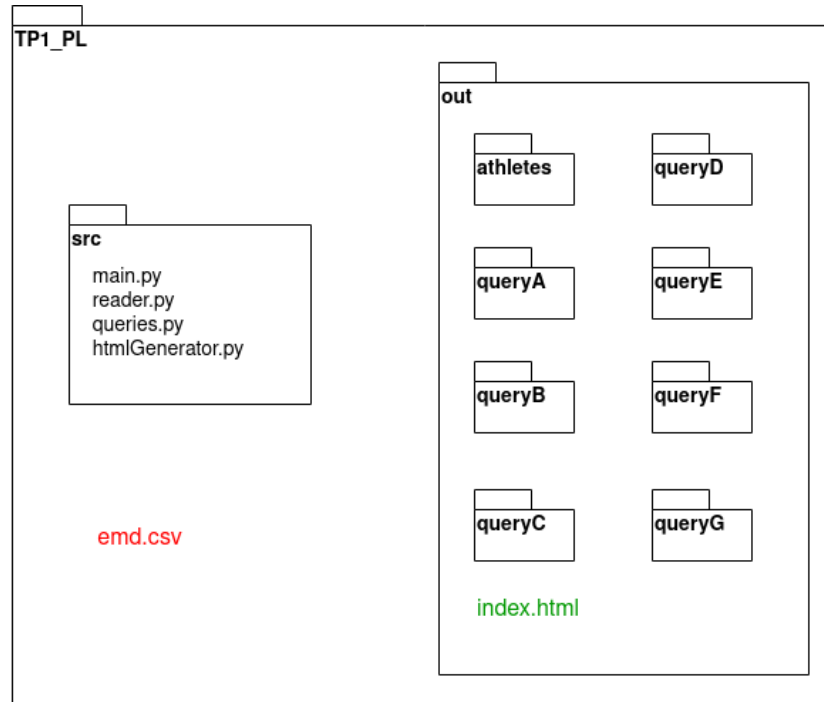 TP1_PL
src
main.py
reader.py
queries.py
htmlGenerator.py
emd.csv
out
athletes
queryD
queryA
queryE
queryB
queryF
queryC
queryG
index.html